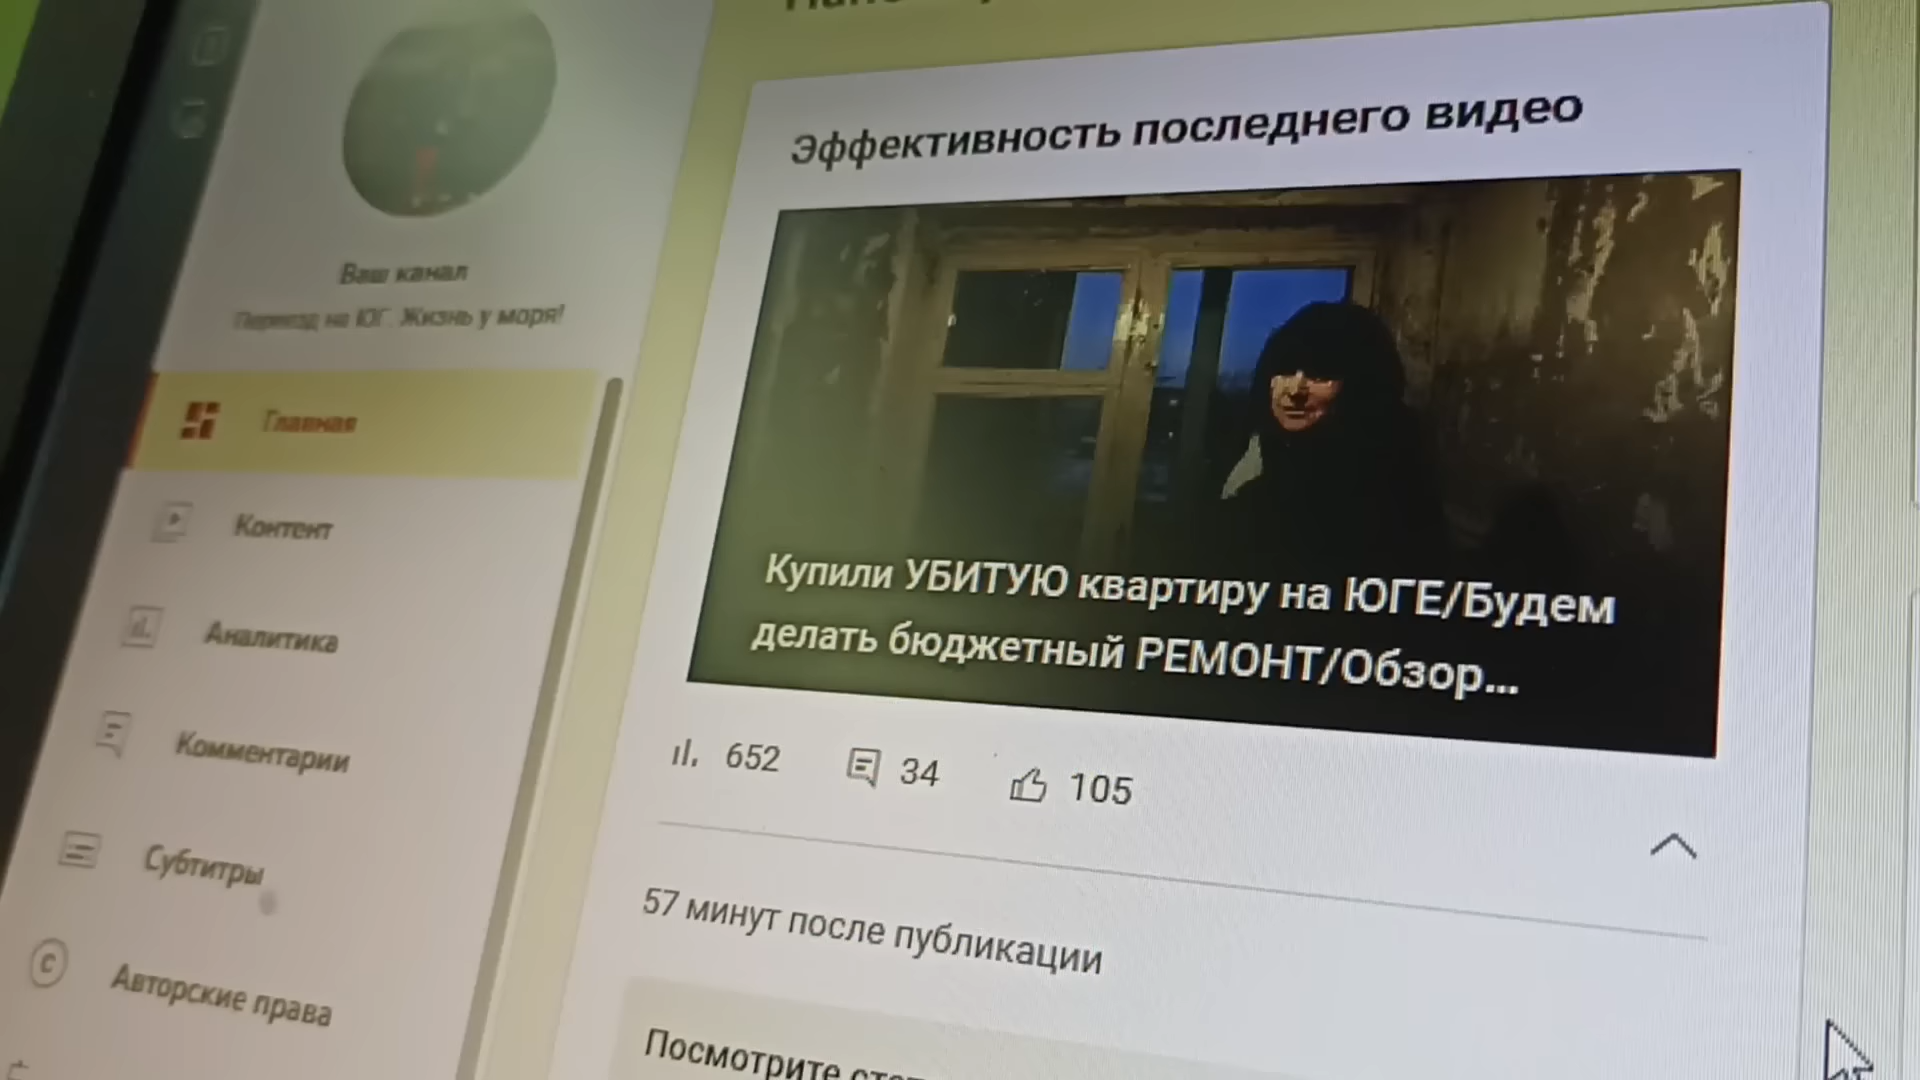 Ваш канал
Переезд на ЮГ. Жизнь у моря!
Главная
Контент
Аналитика
Комментарии
Субтитры
Авторские права
Эффективность последнего видео
Купили УБИТУЮ квартиру на ЮГЕ/Будем
делать бюджетный РЕМОНТ/Обзор...
652 34 105
57 минут после публикации
Посмотрите